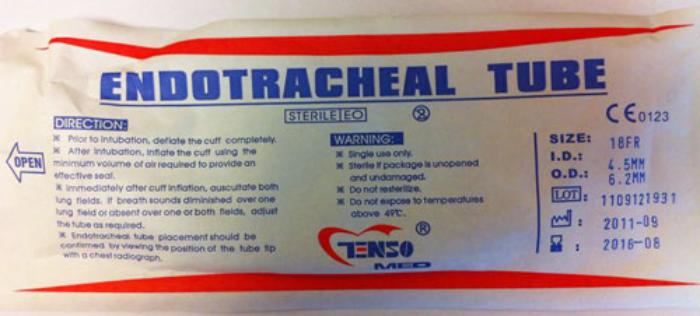 ENDOTRACHEAL TUBE
STERILE EO
CE 0123
DIRECTION:
Prior to intubation, deflate the cuff completely.
After intubation, inflate the cuff using the
minimum volume of air required to provide an
effective seal.
Immediately after cuff inflation, auscultate both
lung fields. If breath sounds diminished over one
lung field or absent over one or both fields, adjust
the tube as required.
Endotracheal tube placement should be
confirmed by viewing the position of the tube tip
with a chest radiograph.
OPEN
WARNING:
Single use only.
Sterile if package is unopened
and undamaged.
Do not resterilize.
Do not expose to temperatures
above 49℃.
TENSO ®
MED
SIZE: 18FR
I.D.: 4.5MM
O.D.: 6.2MM
LOT: 1109121931
: 2011-09
: 2016-08